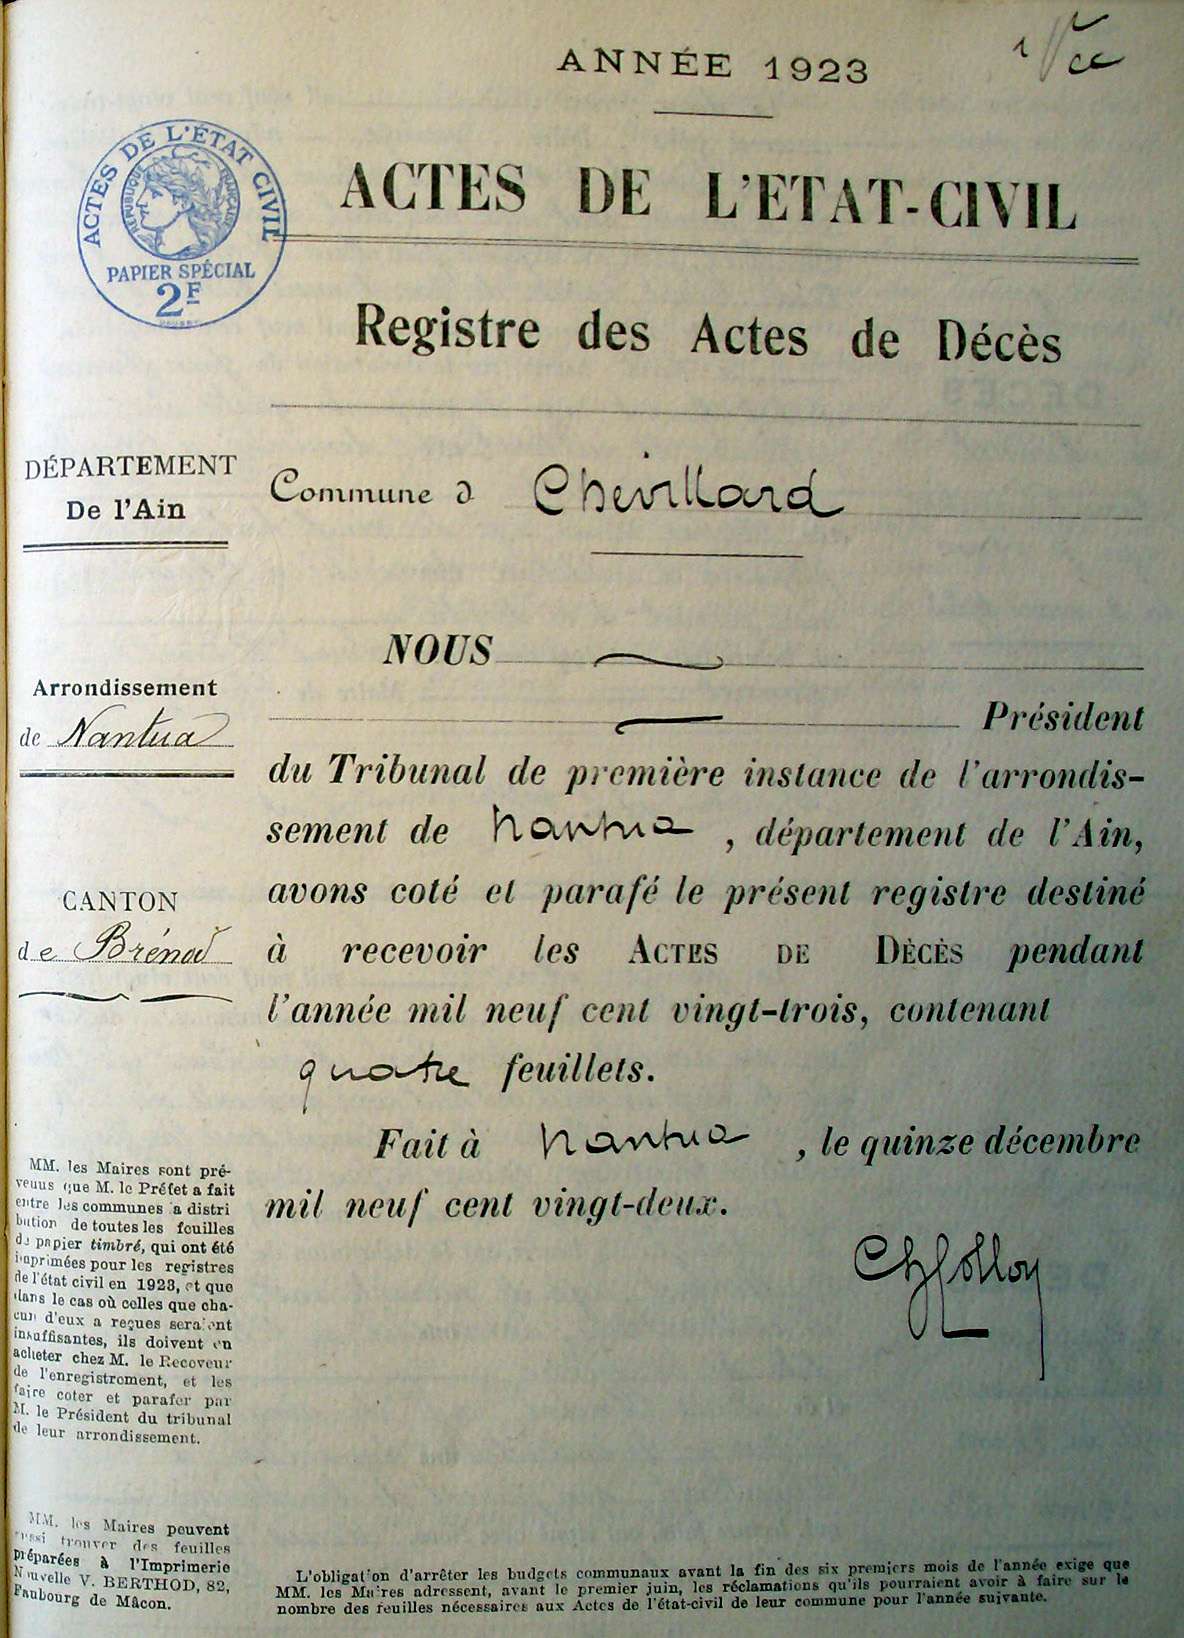 ANNÉE 1923
ACTES DE L'ÉTAT CIVIL
RÉPUBLIQUE FRANÇAISE
PAPIER SPÉCIAL
2F
ACTES DE L'ETAT-CIVIL
Registre des Actes de Décès
DÉPARTEMENT
De l'Ain
Commune d Chevillard
Arrondissement
de Nantua
CANTON
de Brénod
NOUS
Président
du Tribunal de première instance de l'arrondis-
sement de Nantua, département de l'Ain,
avons coté et parafé le présent registre destiné
à recevoir les ACTES DE DÉCÈS pendant
l'année mil neuf cent vingt-trois, contenant
quatre feuillets.
Fait à Nantua, le quinze décembre
mil neuf cent vingt-deux.
MM. les Maires sont pré-
venus que M. le Préfet a fait
entre les communes a distri
bution de toutes les feuilles
de papier timbré, qui ont été
imprimées pour les registres
de l'état civil en 1923, et que
dans le cas où celles que cha-
cun d'eux a reçues seraient
insuffisantes, ils doivent en
acheter chez M. le Receveur
de l'enregistrement, et les
faire coter et parafer par
M. le Président du tribunal
de leur arrondissement.
MM. les Maires peuvent
aussi trouver des feuilles
préparées à l'Imprimerie
Nouvelle V. BERTHOD, 82,
Faubourg de Mâcon.
L'obligation d'arrêter les budgets communaux avant la fin des six premiers mois de l'année exige que
MM. les Maires adressent, avant le premier juin, les réclamations qu'ils pourraient avoir à faire sur le
nombre des feuilles nécessaires aux Actes de l'état-civil de leur commune pour l'année suivante.